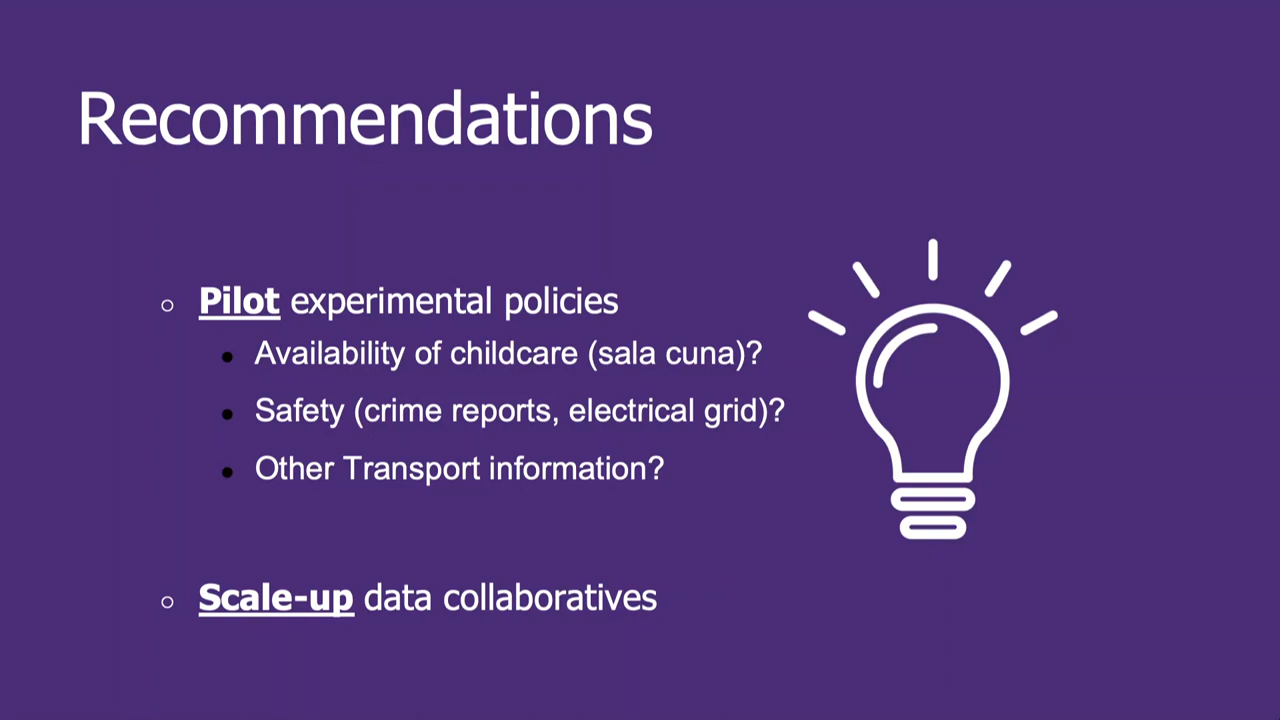 Recommendations
Pilot experimental policies
Availability of childcare (sala cuna)?
Safety (crime reports, electrical grid)?
Other Transport information?
Scale-up data collaboratives